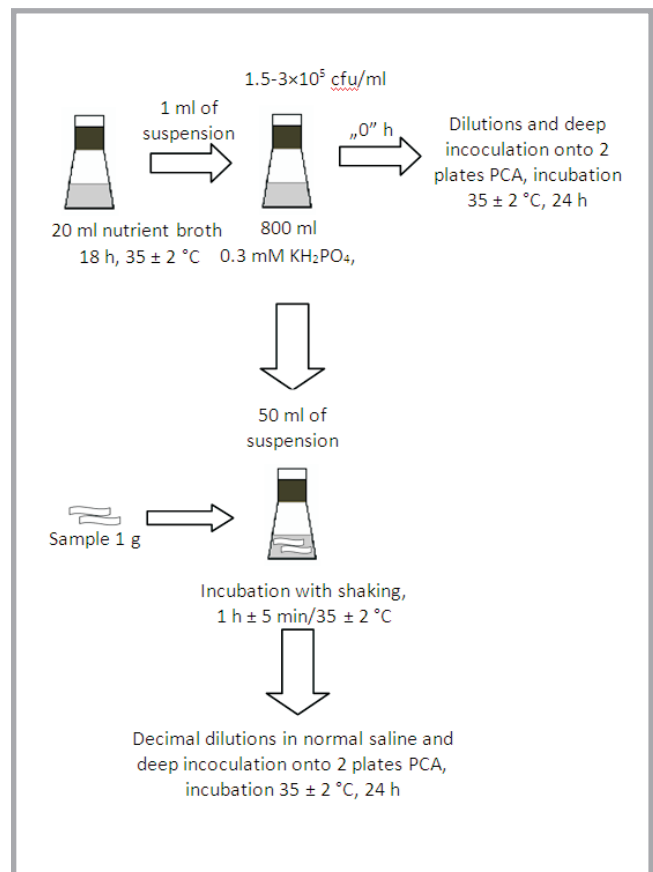 1.5-3×10⁵ cfu/ml
1 ml of
suspension
„0” h
Dilutions and deep
incoculation onto 2
plates PCA, incubation
35 ± 2 °C, 24 h
20 ml nutrient broth
18 h, 35 ± 2 °C
800 ml
0.3 mM KH₂PO₄,
50 ml of
suspension
Sample 1 g
Incubation with shaking,
1 h ± 5 min/35 ± 2 °C
Decimal dilutions in normal saline and
deep incoculation onto 2 plates PCA,
incubation 35 ± 2 °C, 24 h